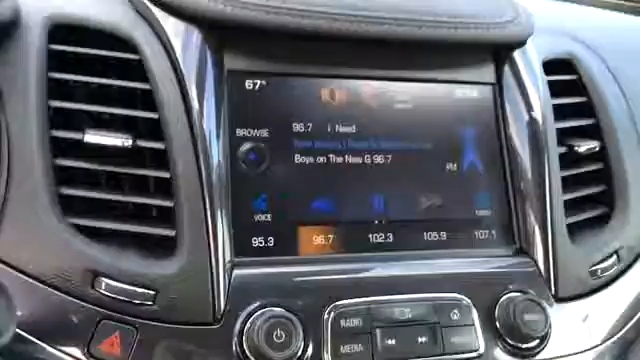 67°
96.7 I Need
BROWSE
Boys on The New G 96.7
FM
VOICE
95.3 96.7 102.3 105.9 107.1
RADIO
MEDIA